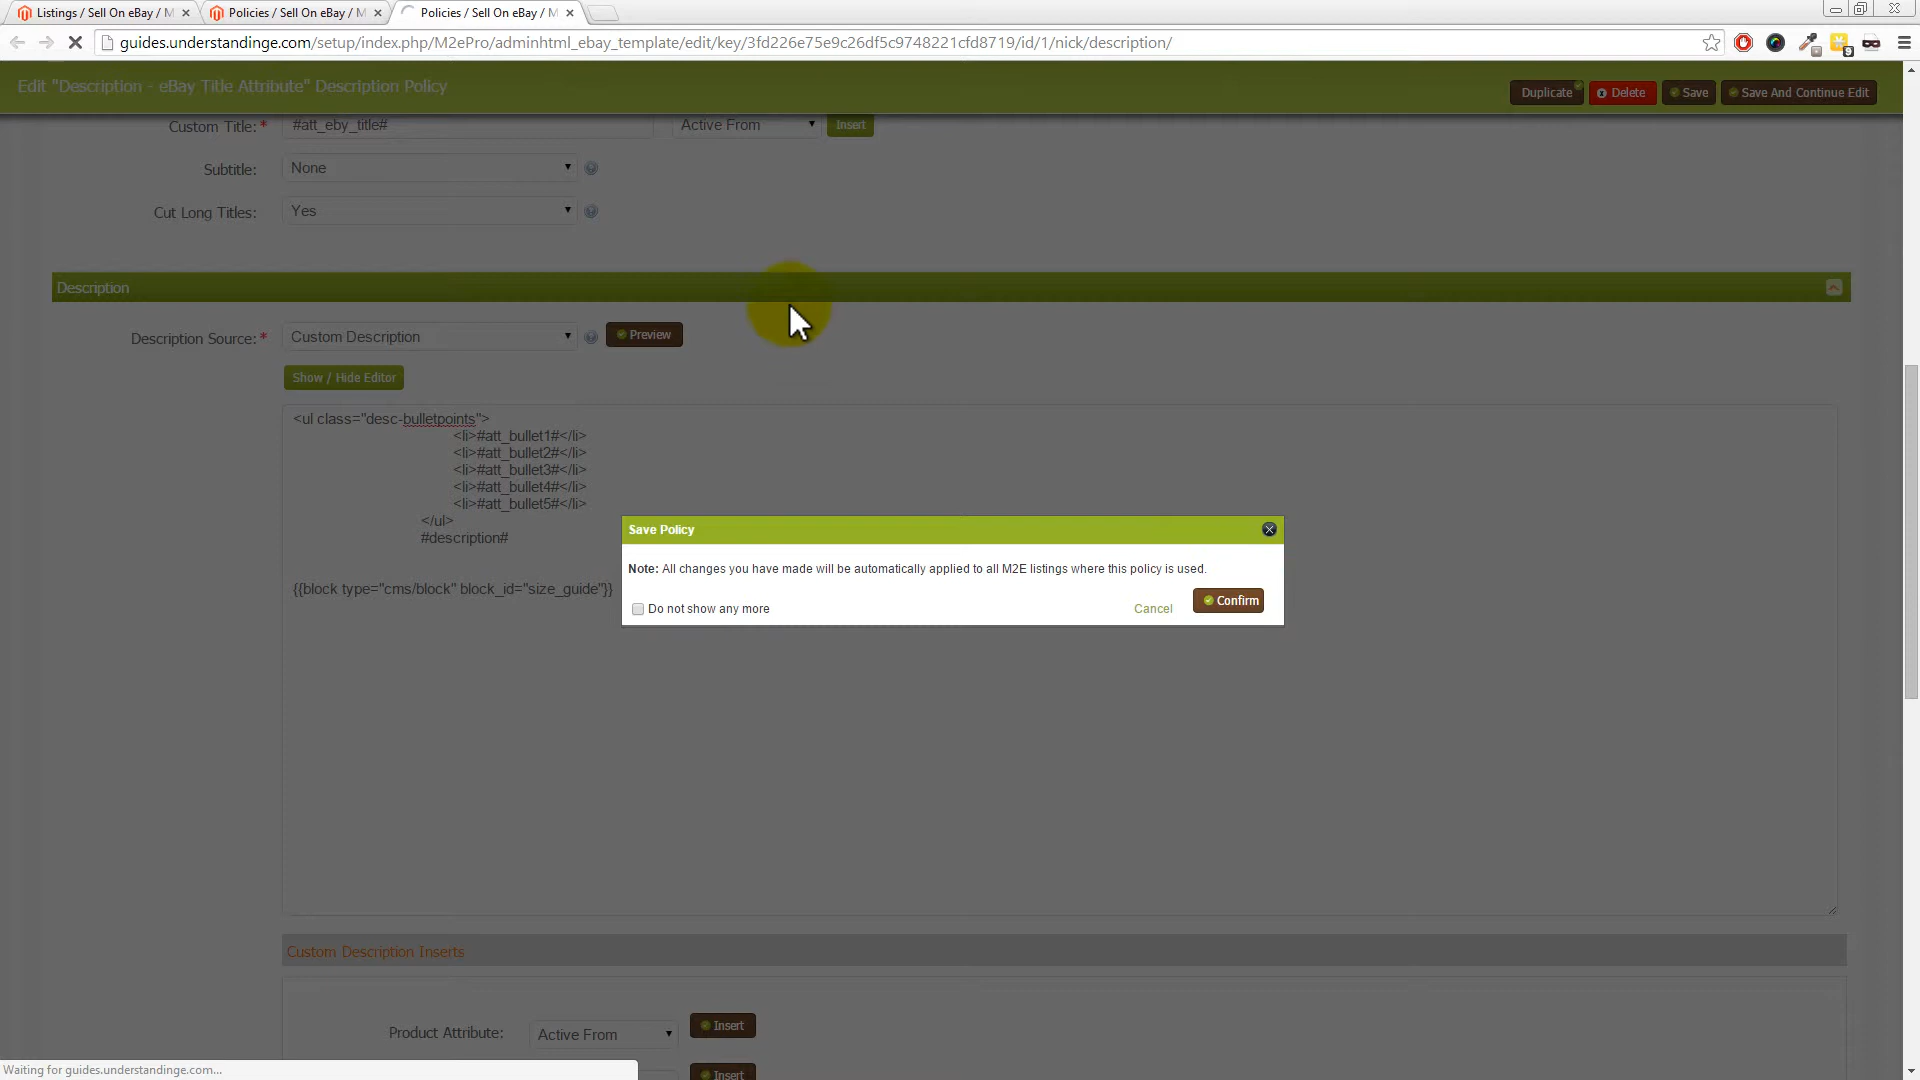 Listings / Sell On eBay / M
Policies / Sell On eBay / M
Policies / Sell On eBay / M
guides.understandinge.com/setup/index.php/M2ePro/adminhtml_ebay_template/edit/key/3fd226e75e9c26df5c9748221cfd8719/id/1/nick/description/
9
Edit "Description - eBay Title Attribute" Description Policy
Duplicate
Delete
Save
Save And Continue Edit
Custom Title:*
#att_eby_title#
Active From
Insert
Subtitle:
None
Cut Long Titles:
Yes
Description
Description Source:*
Custom Description
Preview
Show / Hide Editor
<ul class="desc-bulletpoints">
<li>#att_bullet1#</li>
<li>#att_bullet2#</li>
<li>#att_bullet3#</li>
<li>#att_bullet4#</li>
<li>#att_bullet5#</li>
</ul>
#description#
{{block type="cms/block" block_id="size_guide"}}
Save Policy
Note: All changes you have made will be automatically applied to all M2E listings where this policy is used.
Do not show any more
Cancel
Confirm
Custom Description Inserts
Product Attribute:
Active From
Insert
Insert
Waiting for guides.understandinge.com...